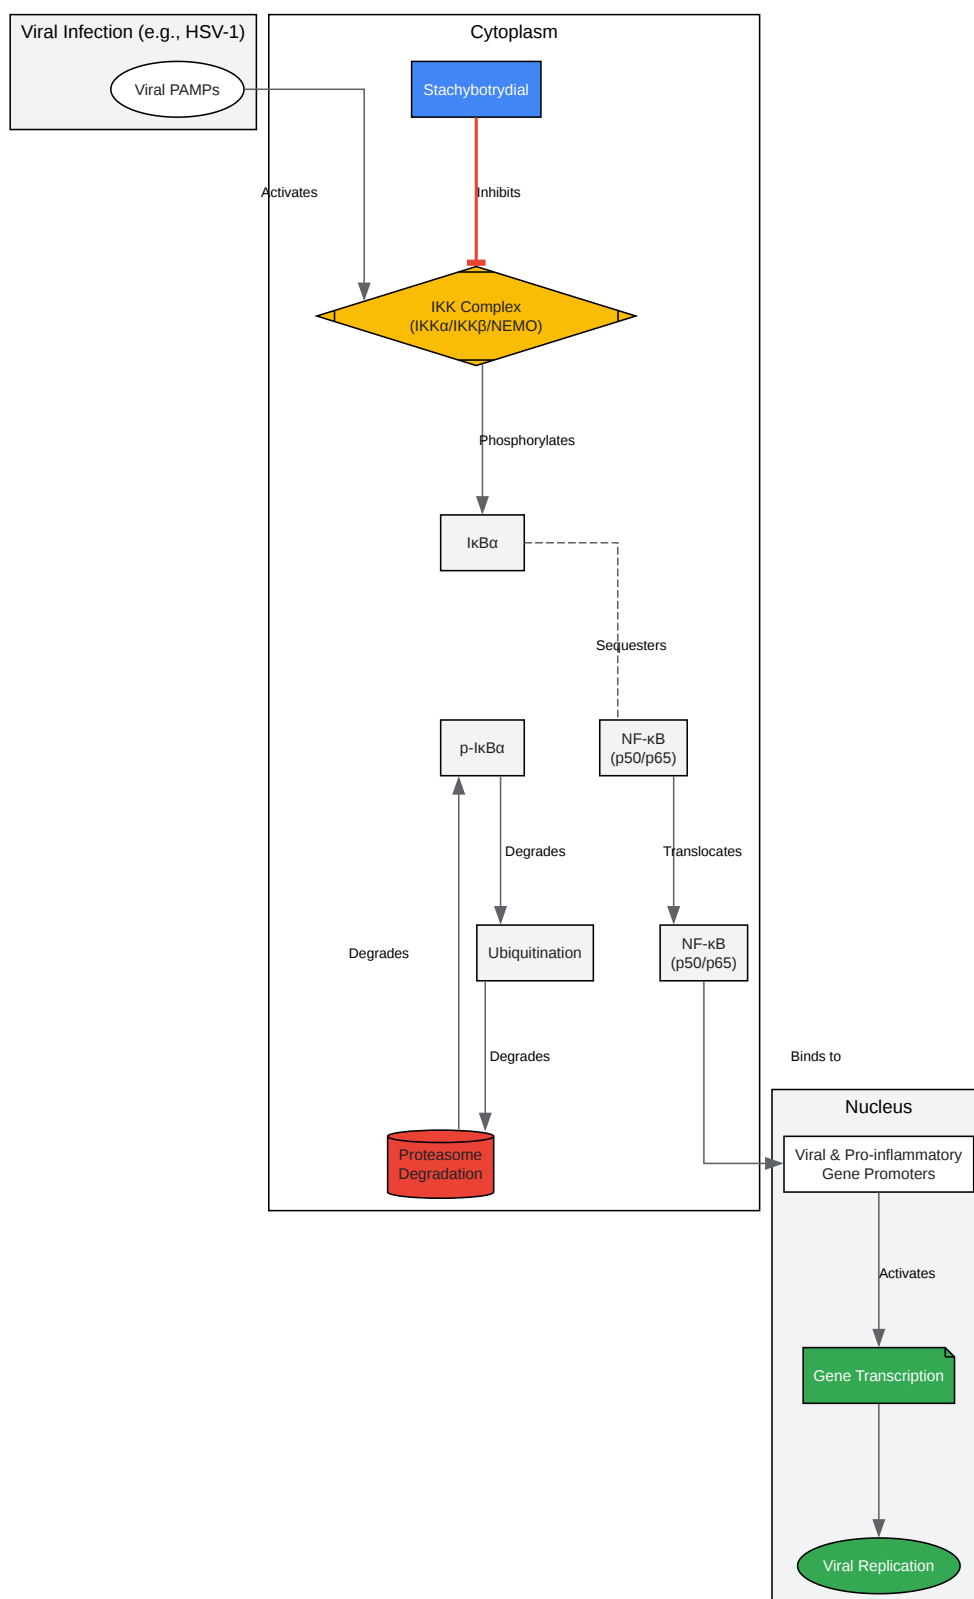 Viral Infection (e.g., HSV-1)
Viral PAMPs
Cytoplasm
Stachybotrydial
Activates
Inhibits
IKK Complex
(IKKα/IKKβ/NEMO)
Phosphorylates
IκBα
Sequesters
p-IκBα
NF-κB
(p50/p65)
Degrades
Translocates
Degrades
Ubiquitination
NF-κB
(p50/p65)
Degrades
Binds to
Nucleus
Proteasome
Degradation
Viral & Pro-inflammatory
Gene Promoters
Activates
Gene Transcription
Viral Replication